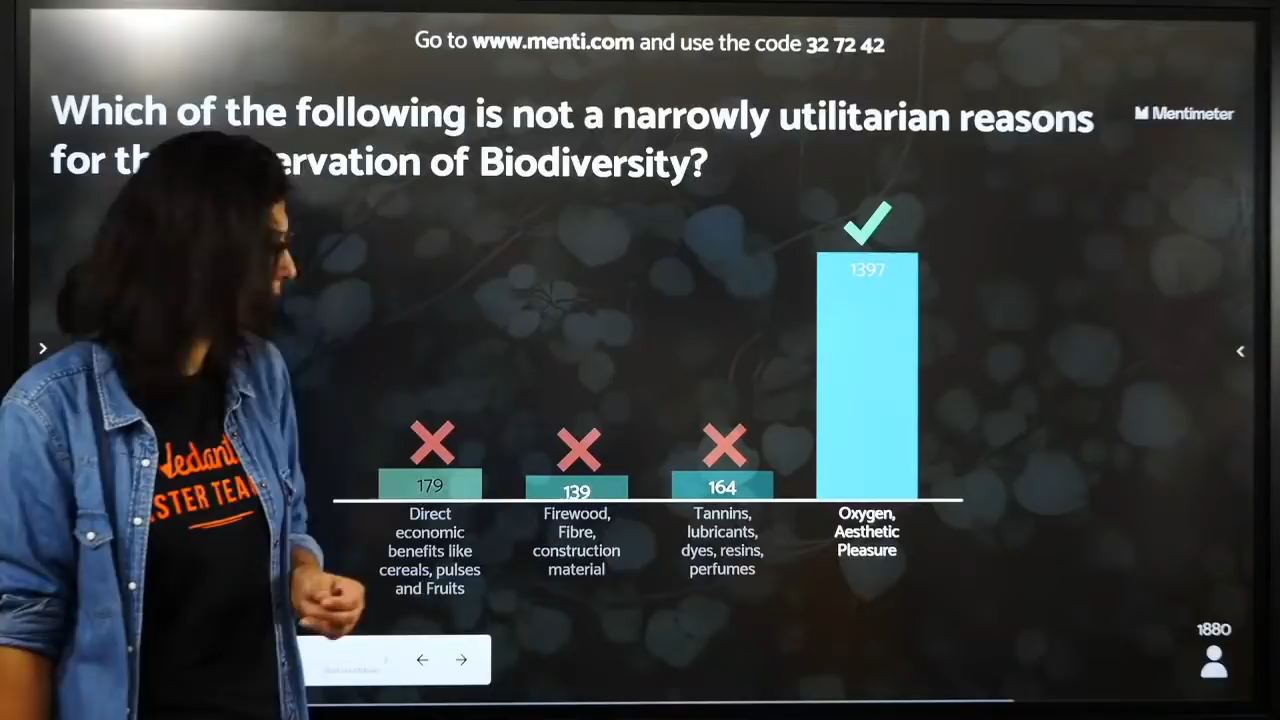 Go to www.menti.com and use the code 32 72 42
Which of the following is not a narrowly utilitarian reasons
for th ervation of Biodiversity?
Mentimeter
1397
179
139
164
Direct
economic
benefits like
cereals, pulses
and Fruits
Firewood,
Fibre,
construction
material
Tannins,
lubricants,
dyes, resins,
perfumes
Oxygen,
Aesthetic
Pleasure
Vedant
STER TEA
1880